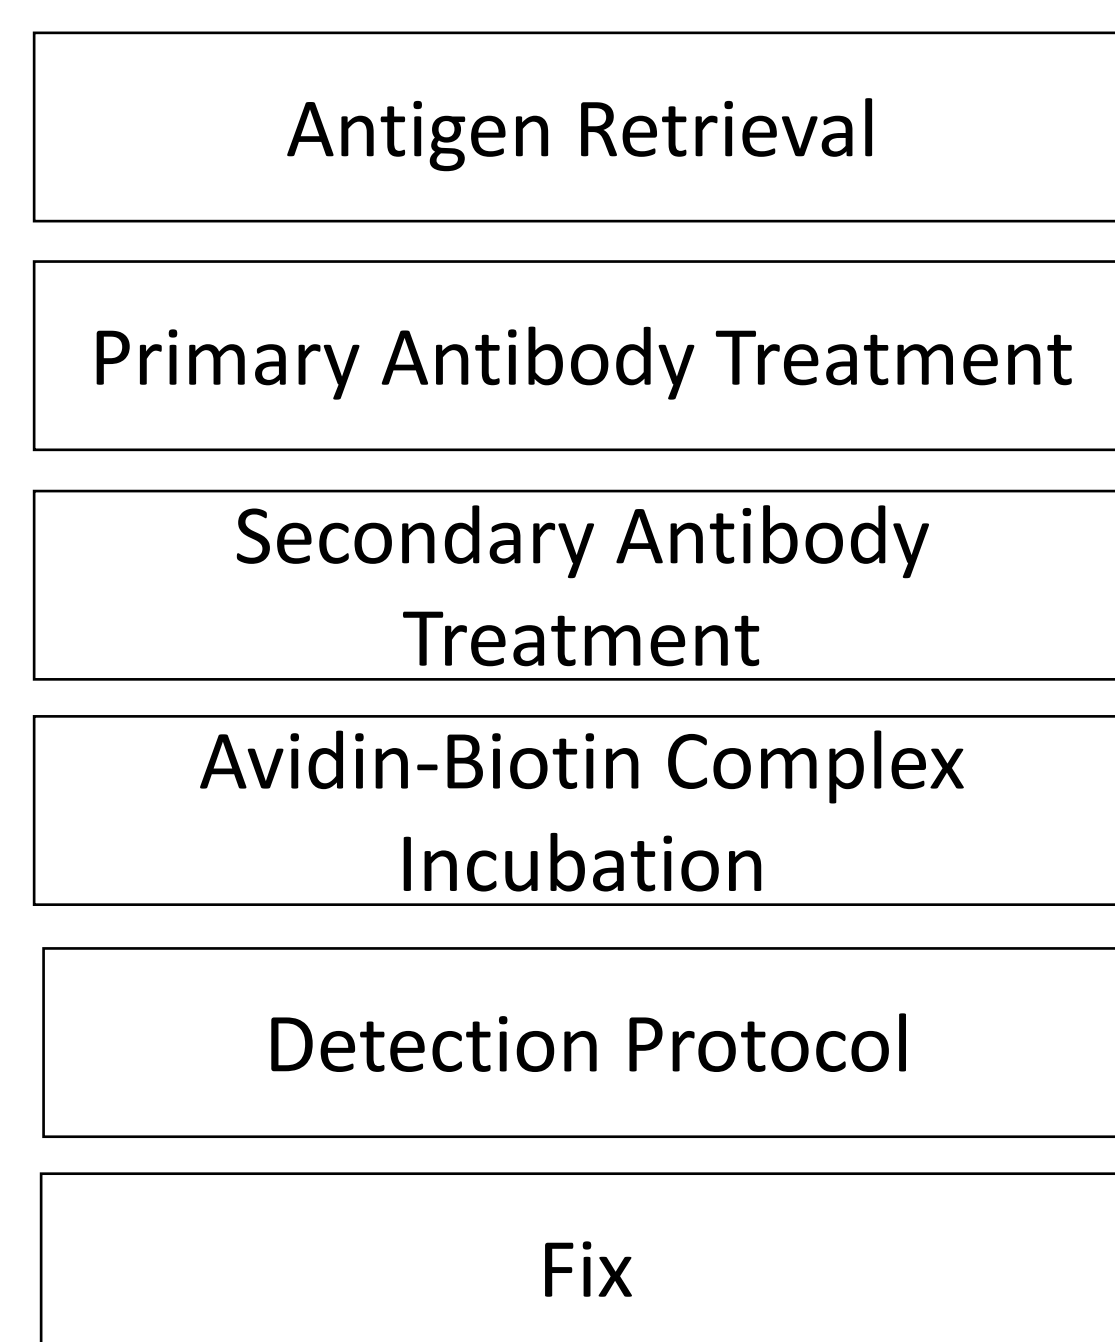 Antigen Retrieval
Primary Antibody Treatment
Secondary Antibody
Treatment
Avidin-Biotin Complex
Incubation
Detection Protocol
Fix